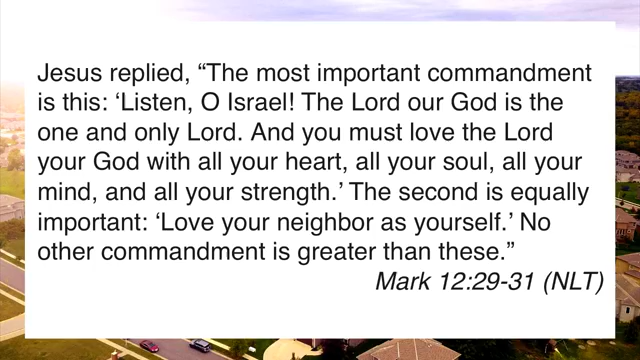 Jesus replied, “The most important commandment
is this: ‘Listen, O Israel! The Lord our God is the
one and only Lord. And you must love the Lord
your God with all your heart, all your soul, all your
mind, and all your strength.’ The second is equally
important: ‘Love your neighbor as yourself.’ No
other commandment is greater than these.”
Mark 12:29-31 (NLT)